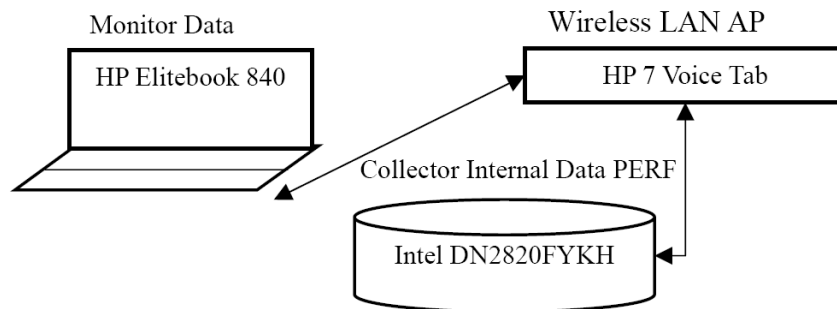 Monitor Data
Wireless LAN AP
HP Elitebook 840
HP 7 Voice Tab
Collector Internal Data PERF
Intel DN2820FYKH